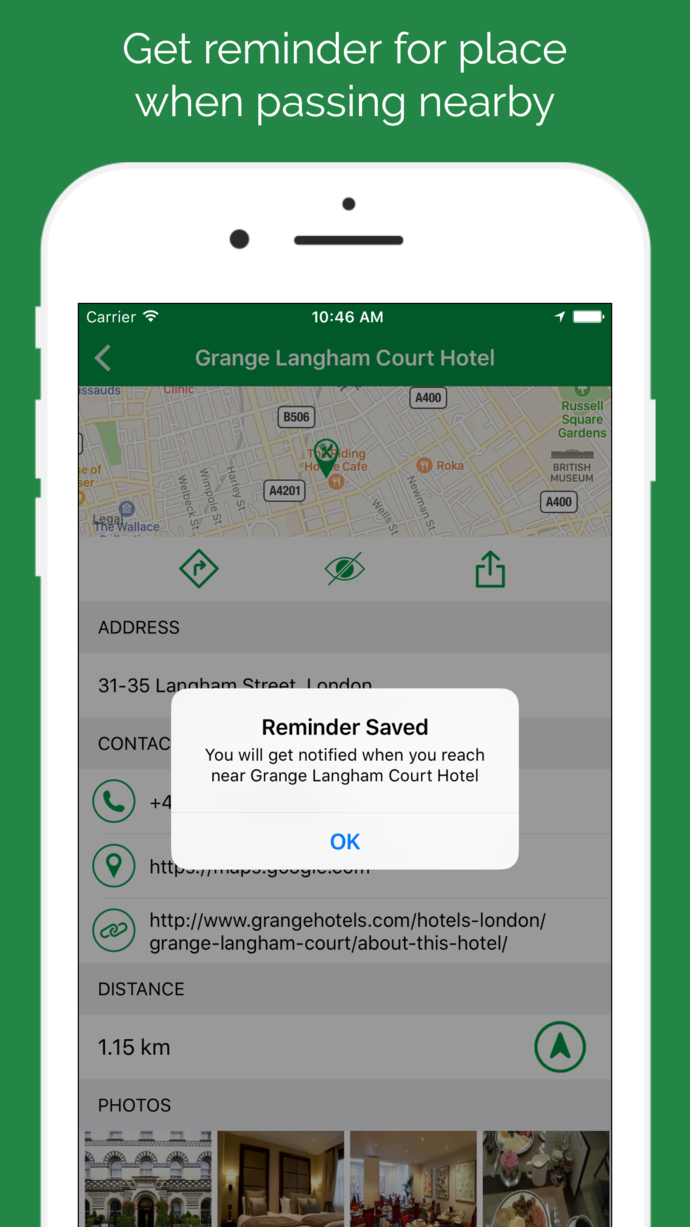 Get reminder for place
when passing nearby
Carrier
10:46 AM
Grange Langham Court Hotel
ssauds
Clinic
A400
B506
Russell
Square
Gardens
The Riding
House Cafe
Roka
BRITISH
MUSEUM
se of
ser
A4201
A400
Welbeck St
Wimpole St
Harley St
Wells St
Newman St
Legal
The Wallace
ADDRESS
31-35 Langham Street, London
CONTAC
Reminder Saved
You will get notified when you reach
near Grange Langham Court Hotel
+4
OK
https://maps.google.com
http://www.grangehotels.com/hotels-london/
grange-langham-court/about-this-hotel/
DISTANCE
1.15 km
PHOTOS